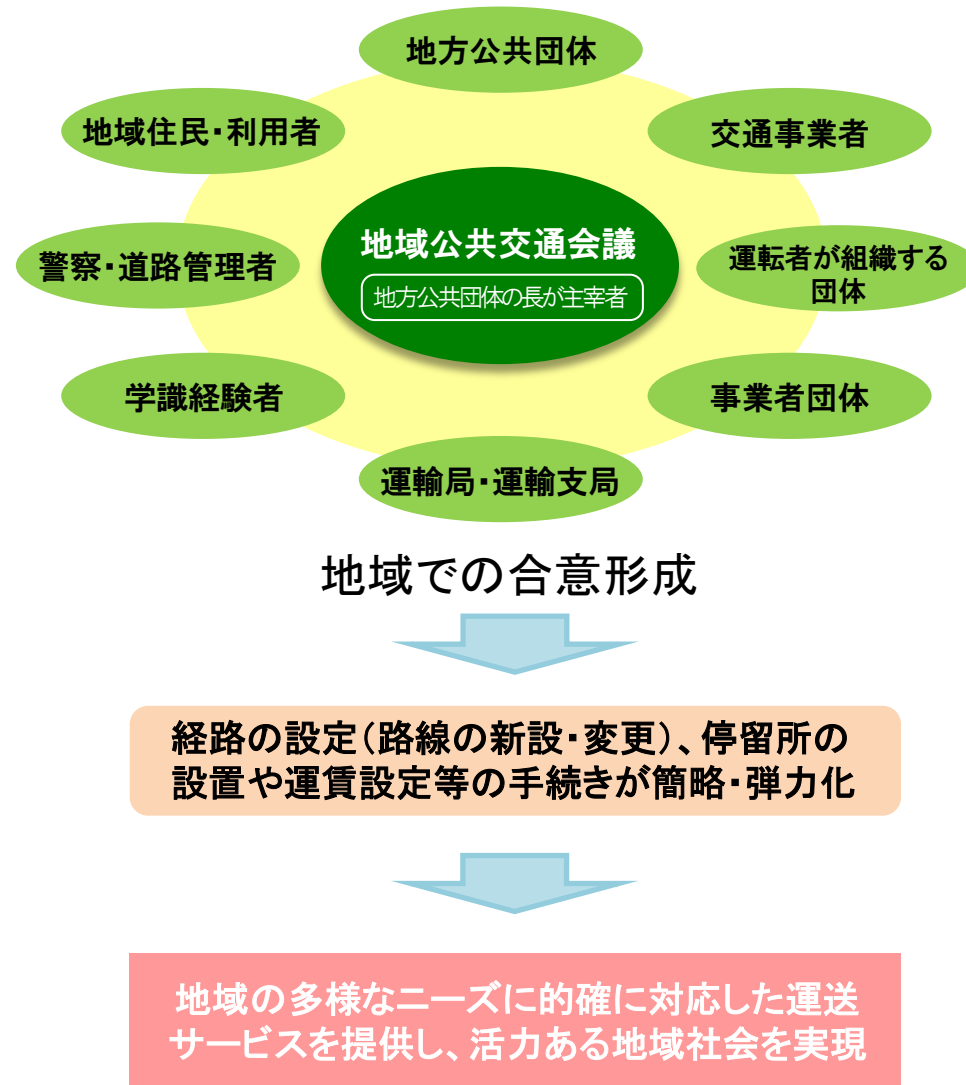 地方公共団体
地域住民・利用者
交通事業者
地域公共交通会議
地方公共団体の長が主宰者
警察・道路管理者
運転者が組織する
団体
学識経験者
事業者団体
運輸局・運輸支局
地域での合意形成
経路の設定（路線の新設・変更）、停留所の
設置や運賃設定等の手続きが簡略・弾力化
地域の多様なニーズに的確に対応した運送
サービスを提供し、活力ある地域社会を実現